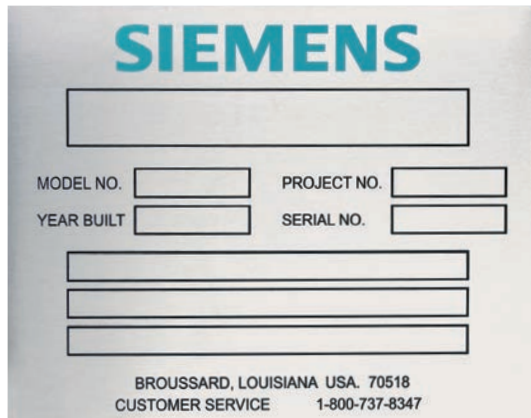 SIEMENS
MODEL NO. PROJECT NO.
YEAR BUILT SERIAL NO.
BROUSSARD, LOUISIANA USA. 70518
CUSTOMER SERVICE 1-800-737-8347